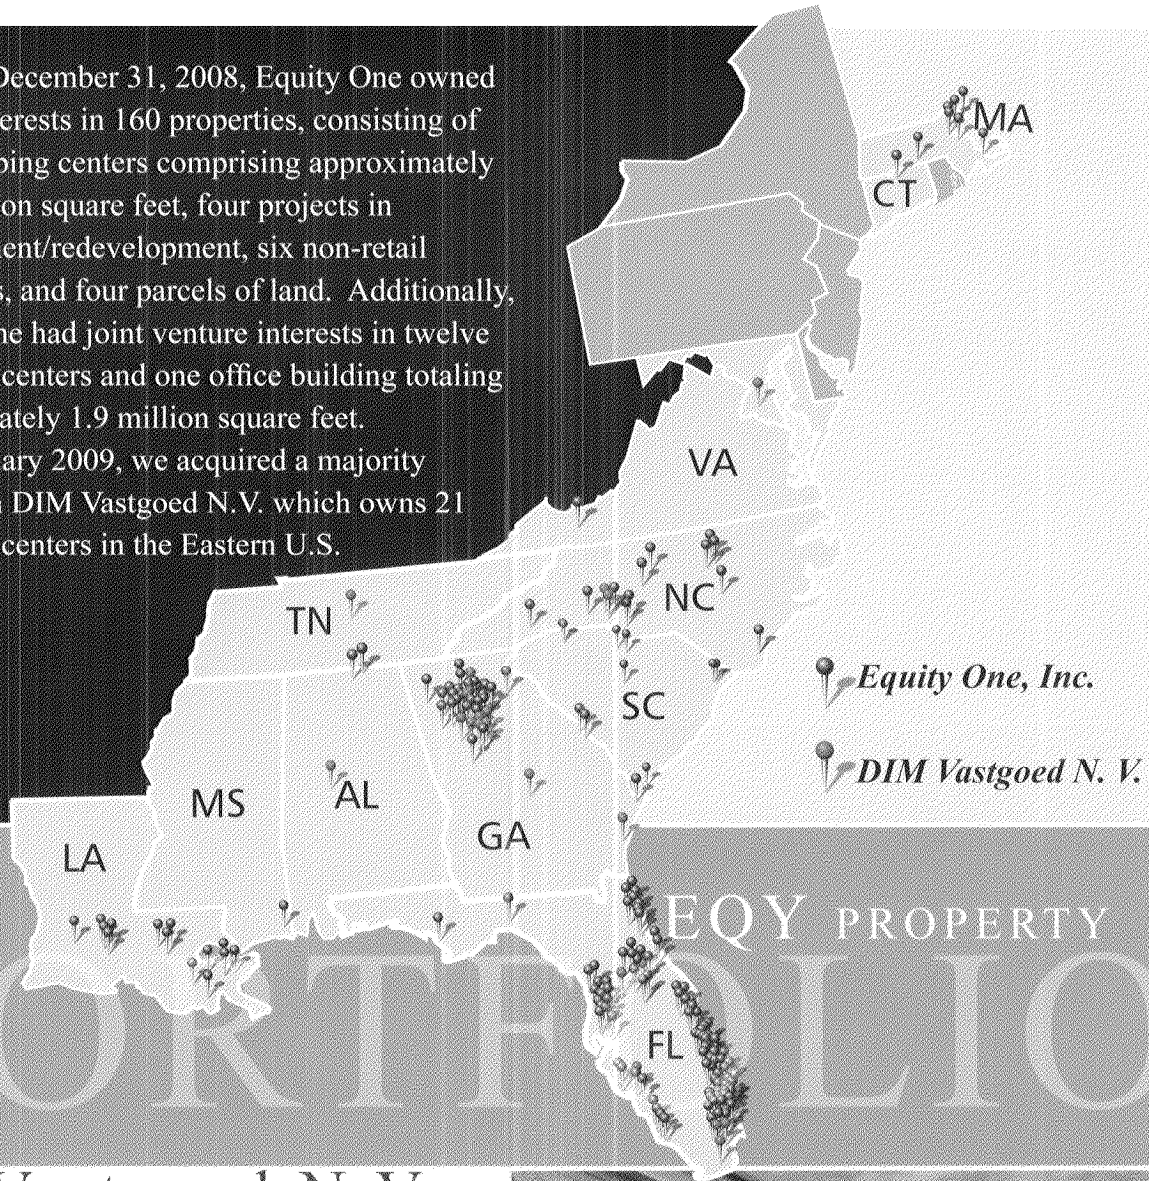 December 31, 2008, Equity One owned
erests in 160 properties, consisting of
ping centers comprising approximately
on square feet, four projects in
ent/redevelopment, six non-retail
s, and four parcels of land. Additionally,
ne had joint venture interests in twelve
centers and one office building totaling
ately 1.9 million square feet.
ary 2009, we acquired a majority
DIM Vastgoed N.V. which owns 21
centers in the Eastern U.S.
MA
CT
VA
TN
NC
SC
Equity One, Inc.
DIM Vastgoed N. V.
MS
AL
GA
LA
EQY PROPERTY
ORTFOLIO
FL